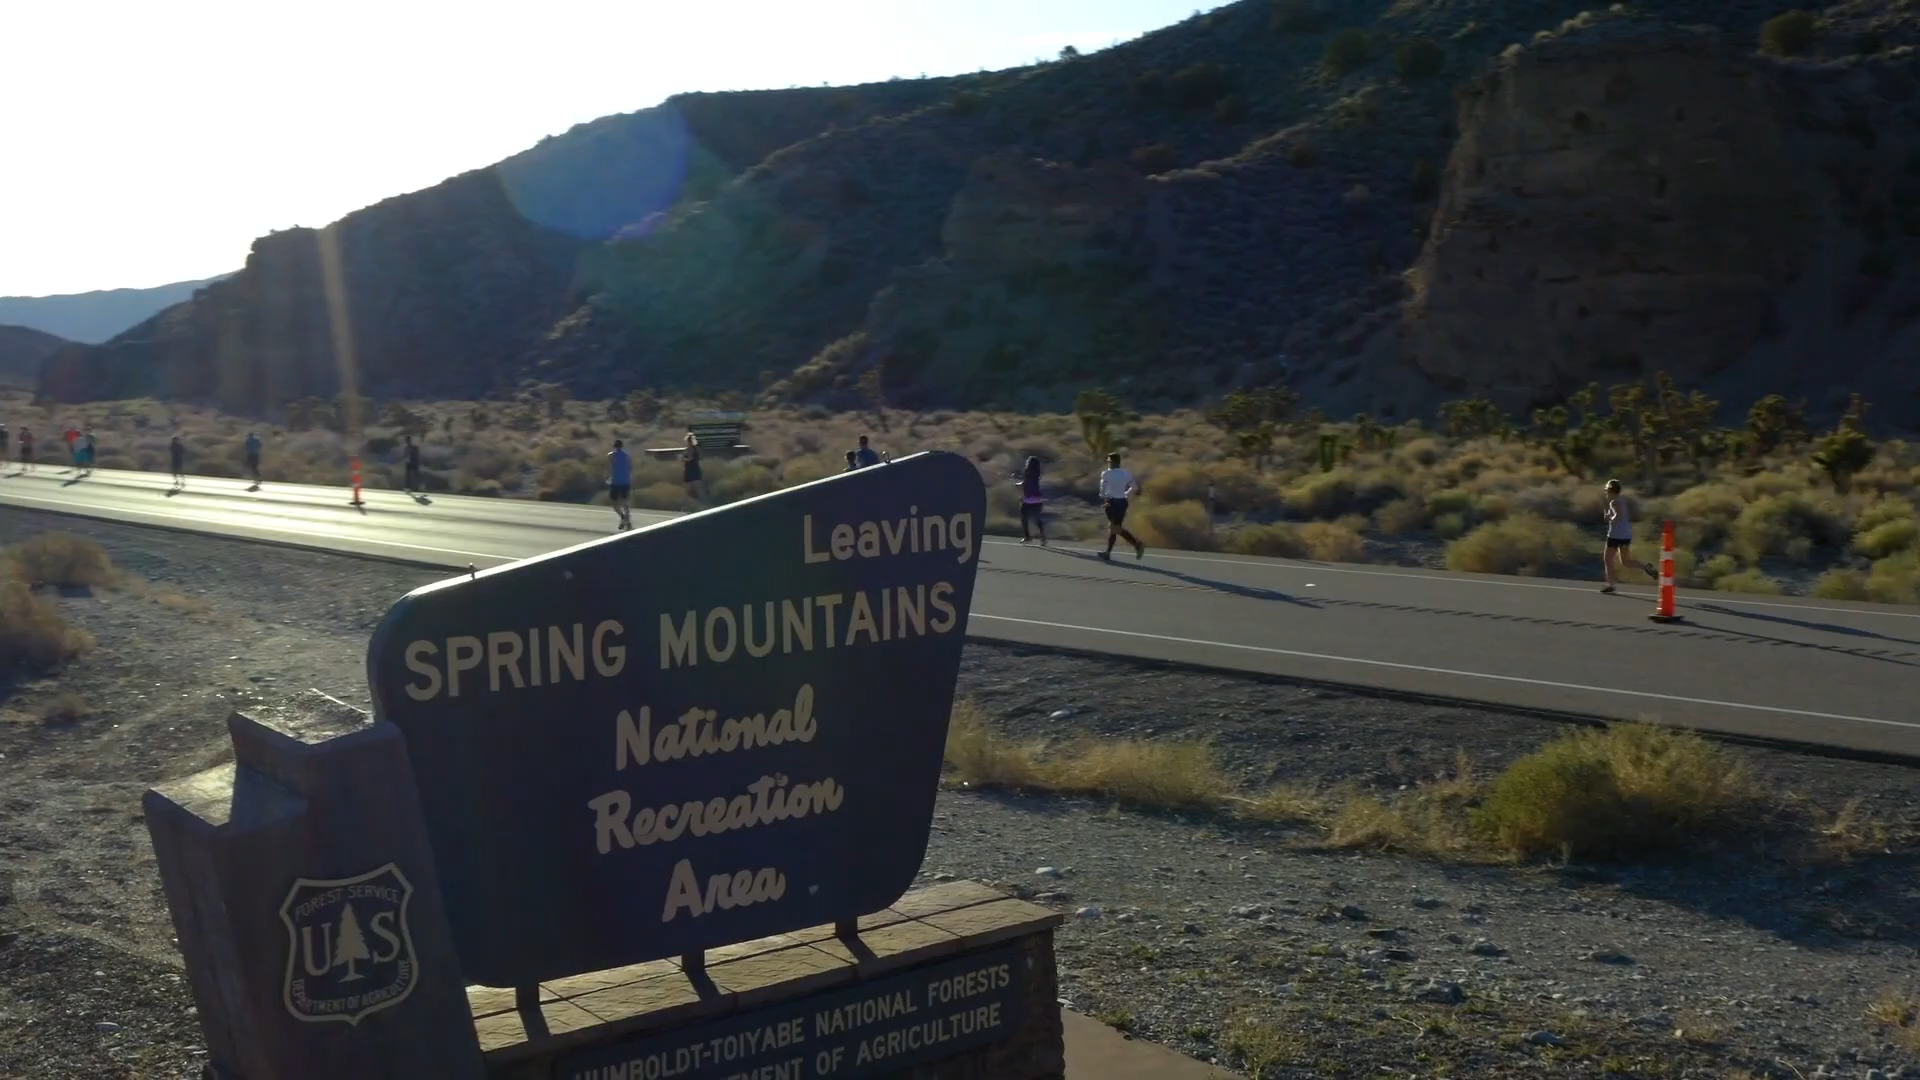 Leaving
SPRING MOUNTAINS
National
Recreation
Area
FOREST SERVICE
U S
DEPARTMENT OF AGRICULTURE
HUMBOLDT-TOIYABE NATIONAL FORESTS
OF AGRICULTURE